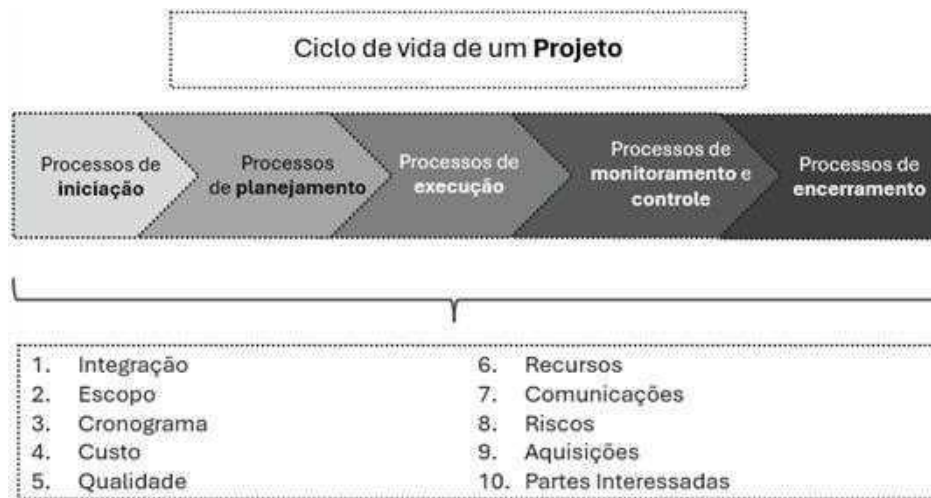 Ciclo de vida de um Projeto
Processos de
iniciação
Processos
de planejamento
Processos de
execução
Processos de
monitoramento e
controle
Processos de
encerramento
1. Integração
2. Escopo
3. Cronograma
4. Custo
5. Qualidade
6. Recursos
7. Comunicações
8. Riscos
9. Aquisições
10. Partes Interessadas